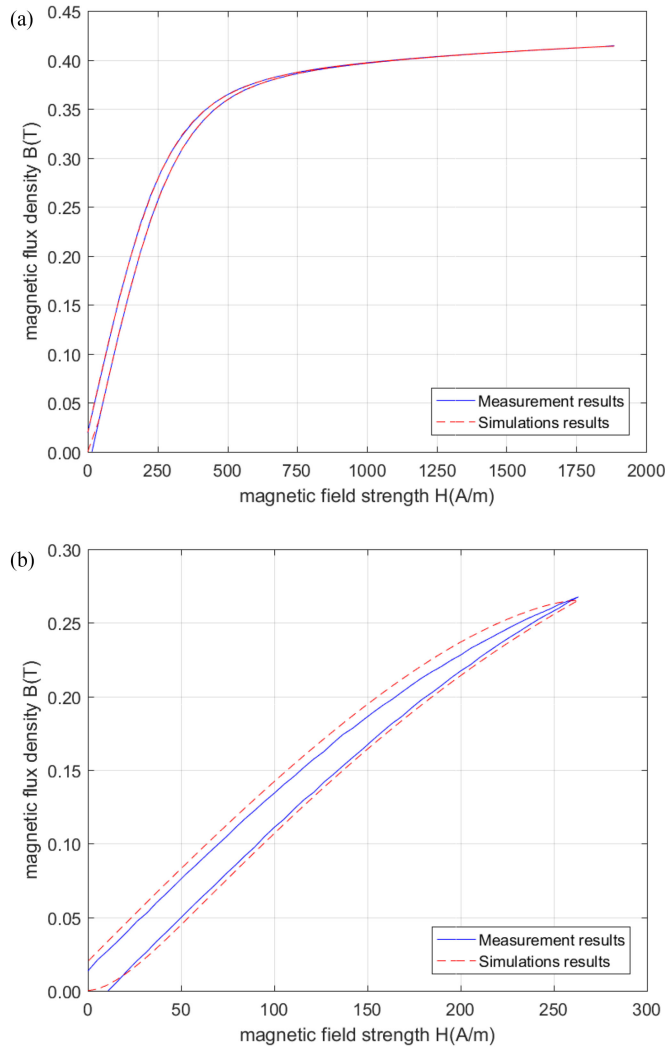 (a)
0.45
0.40
0.35
0.30
0.25
0.20
0.15
0.10
0.05
0.00
magnetic flux density B(T)
Measurement results
Simulations results
0 250 500 750 1000 1250 1500 1750 2000
magnetic field strength H(A/m)
(b)
0.30
0.25
0.20
0.15
0.10
0.05
0.00
magnetic flux density B(T)
Measurement results
Simulations results
0 50 100 150 200 250 300
magnetic field strength H(A/m)